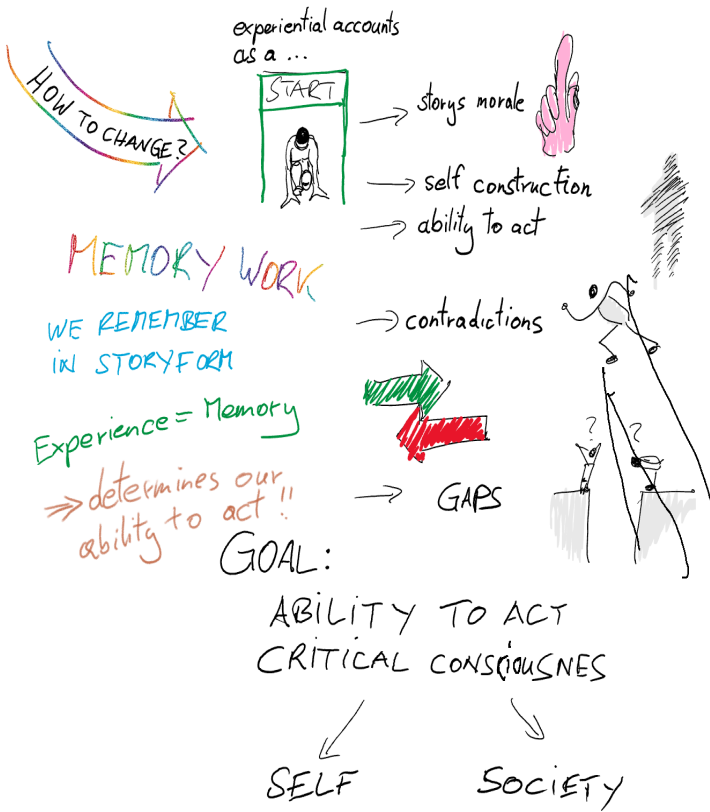 experiential accounts
as a ...
START
HOW TO CHANGE?
→ storys morale
→ self construction
→ ability to act
MEMORY WORK
WE REMEMBER
IN STORYFORM
→ contradictions
Experience = Memory
⇒ determines our
ability to act !!
→ GAPS
? ?
GOAL:
ABILITY TO ACT
CRITICAL CONSCIOUSNES
SELF SOCIETY